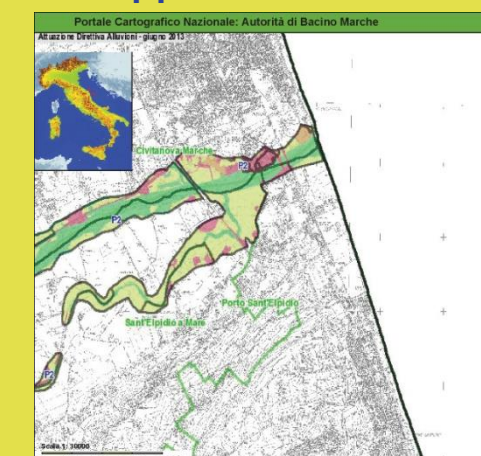 Portale Cartografico Nazionale: Autorità di Bacino Marche
Attuazione Direttiva Alluvioni - giugno 2013
Civitanova Marche
P2
P2
Porto Sant'Elpidio
Sant'Elpidio a Mare
P2
Scala 1: 30000